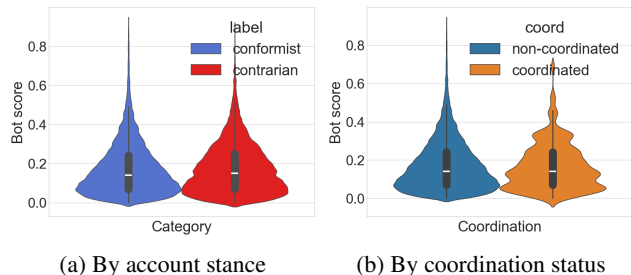 label
conformist
contrarian
Bot score
0.8
0.6
0.4
0.2
0.0
Category
(a) By account stance
coord
non-coordinated
coordinated
Bot score
0.8
0.6
0.4
0.2
0.0
Coordination
(b) By coordination status